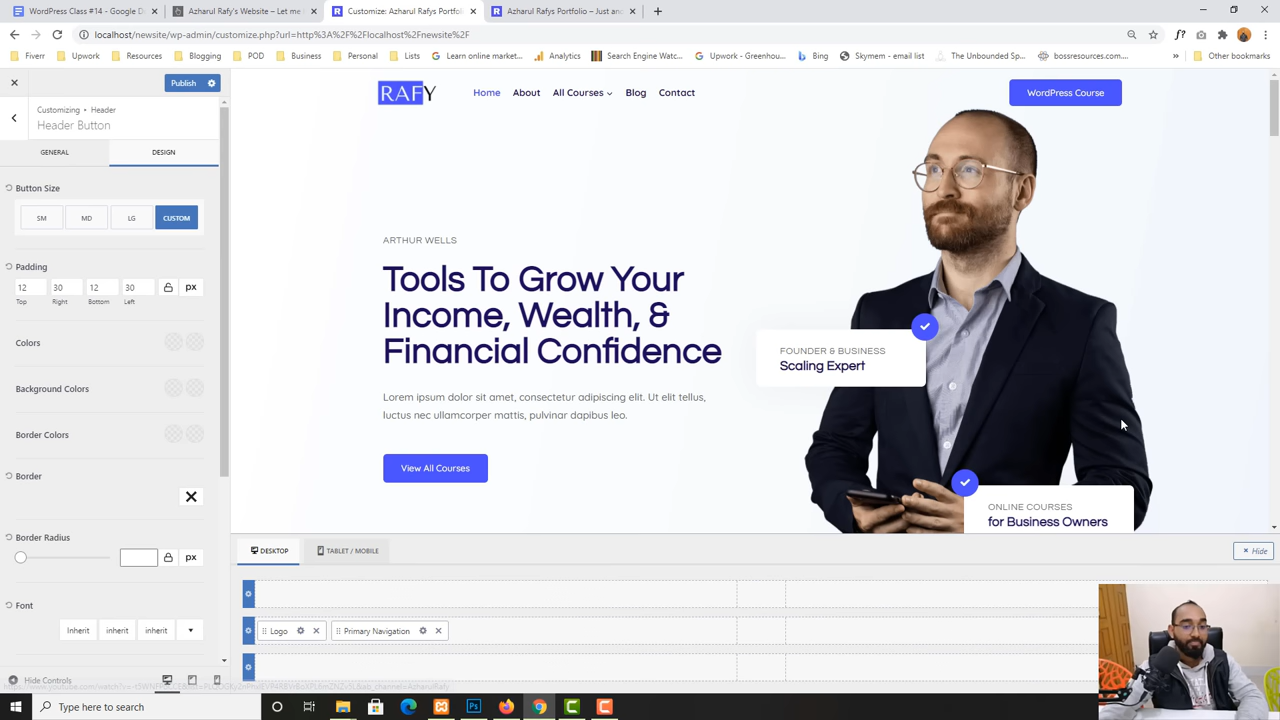 WordPress Class #14 - Google D
Azharul Rafy's Website – Let me
Customize: Azharul Rafys Portfol
Azharul Rafys Portfolio – Just an
localhost/newsite/wp-admin/customize.php?url=http%3A%2F%2Flocalhost%2Fnewsite%2F
Fiverr
Upwork
Resources
Blogging
POD
Personal
Lists
Learn online market...
Analytics
Search Engine Watc...
Upwork - Greenhou...
Bing
Skymem - email list
The Unbounded Sp...
bossresources.com...
»
Other bookmarks
Publish
Customizing • Header
Header Button
GENERAL
DESIGN
Button Size
SM
MD
LG
CUSTOM
Padding
12
30
12
30
px
Top
Right
Bottom
Left
Colors
Background Colors
Border Colors
Border
Border Radius
px
Font
Inherit
inherit
inherit
Hide Controls
RAFY
Home
About
All Courses
Blog
Contact
WordPress Course
ARTHUR WELLS
Tools To Grow Your
Income, Wealth, &
Financial Confidence
Lorem ipsum dolor sit amet, consectetur adipiscing elit. Ut elit tellus,
luctus nec ullamcorper mattis, pulvinar dapibus leo.
View All Courses
FOUNDER & BUSINESS
Scaling Expert
ONLINE COURSES
for Business Owners
DESKTOP
TABLET / MOBILE
× Hide
Logo
Primary Navigation
Type here to search